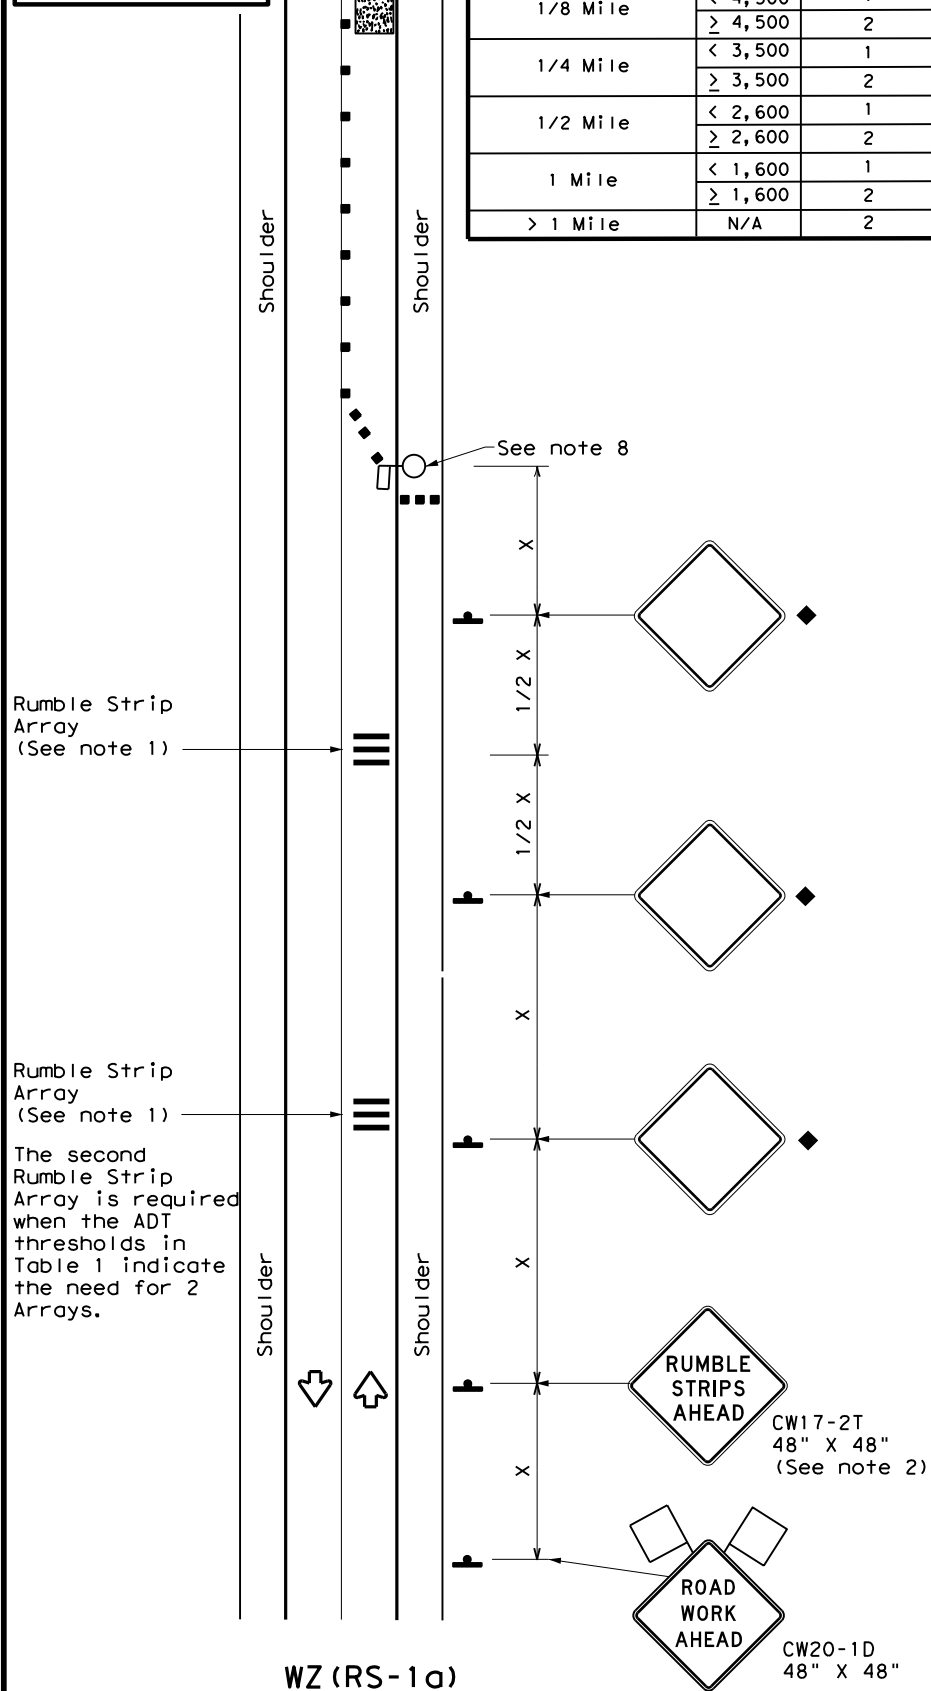 1/8 Mile
≥ 4,500 2
1/4 Mile
< 3,500 1
≥ 3,500 2
1/2 Mile
< 2,600 1
≥ 2,600 2
1 Mile
< 1,600 1
≥ 1,600 2
> 1 Mile N/A 2
Shoulder
Shoulder
See note 8
X
1/2 X
Rumble Strip
Array
(See note 1)
1/2 X
X
Rumble Strip
Array
(See note 1)
The second
Rumble Strip
Array is required
when the ADT
thresholds in
Table 1 indicate
the need for 2
Arrays.
Shoulder
Shoulder
X
RUMBLE
STRIPS
AHEAD
CW17-2T
48" X 48"
(See note 2)
X
ROAD
WORK
AHEAD
CW20-1D
48" X 48"
WZ(RS-1a)